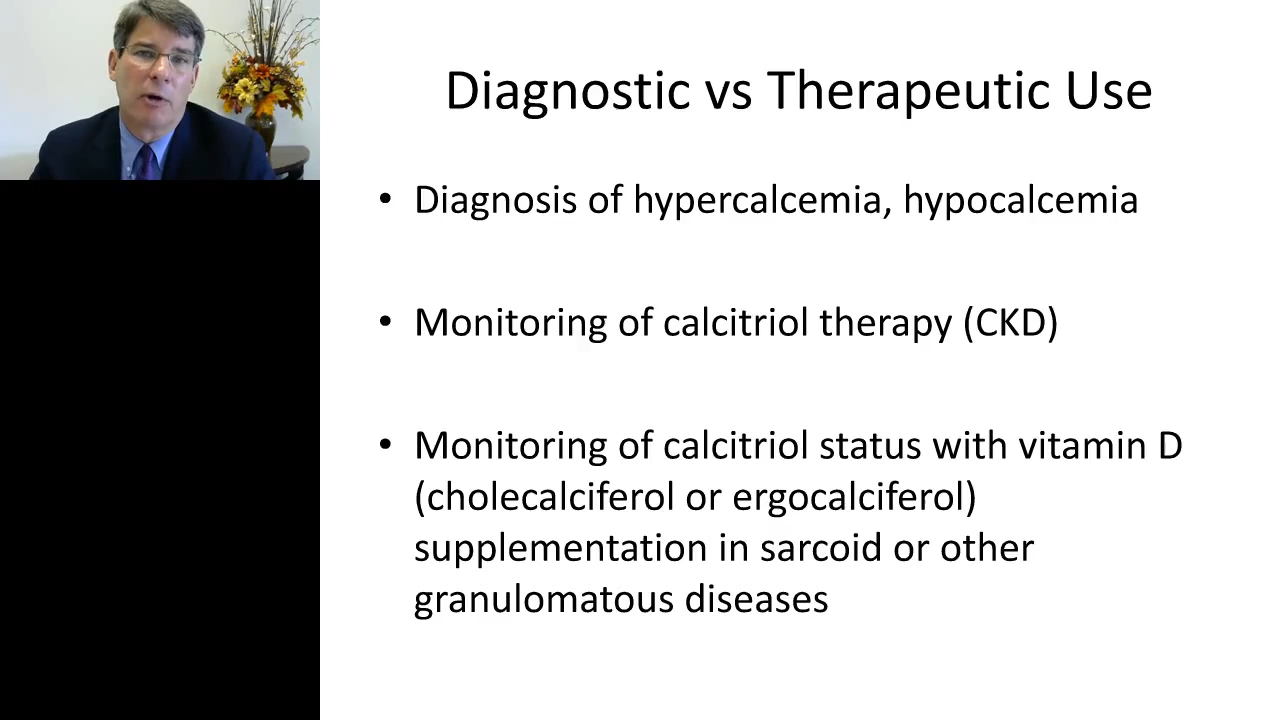 Diagnostic vs Therapeutic Use
• Diagnosis of hypercalcemia, hypocalcemia
• Monitoring of calcitriol therapy (CKD)
• Monitoring of calcitriol status with vitamin D
(cholecalciferol or ergocalciferol)
supplementation in sarcoid or other
granulomatous diseases